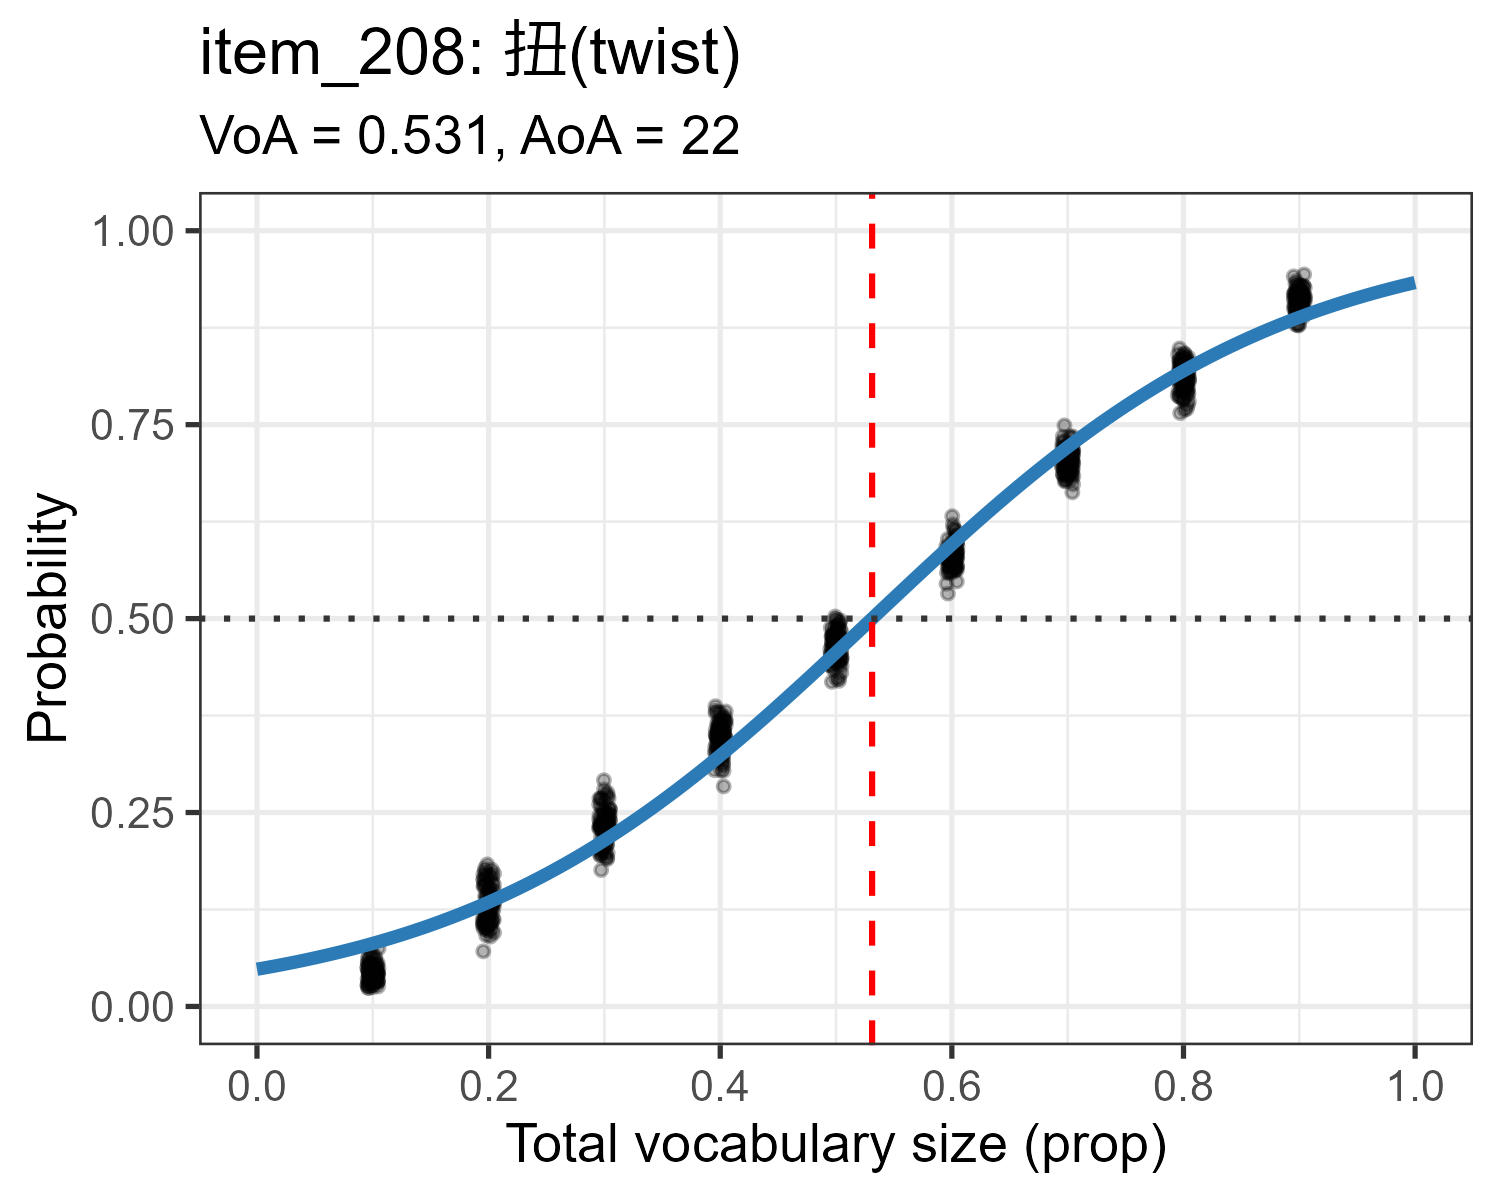 item_208: 扭(twist)
VoA = 0.531, AoA = 22
Probability
1.00
0.75
0.50
0.25
0.00
0.0 0.2 0.4 0.6 0.8 1.0
Total vocabulary size (prop)